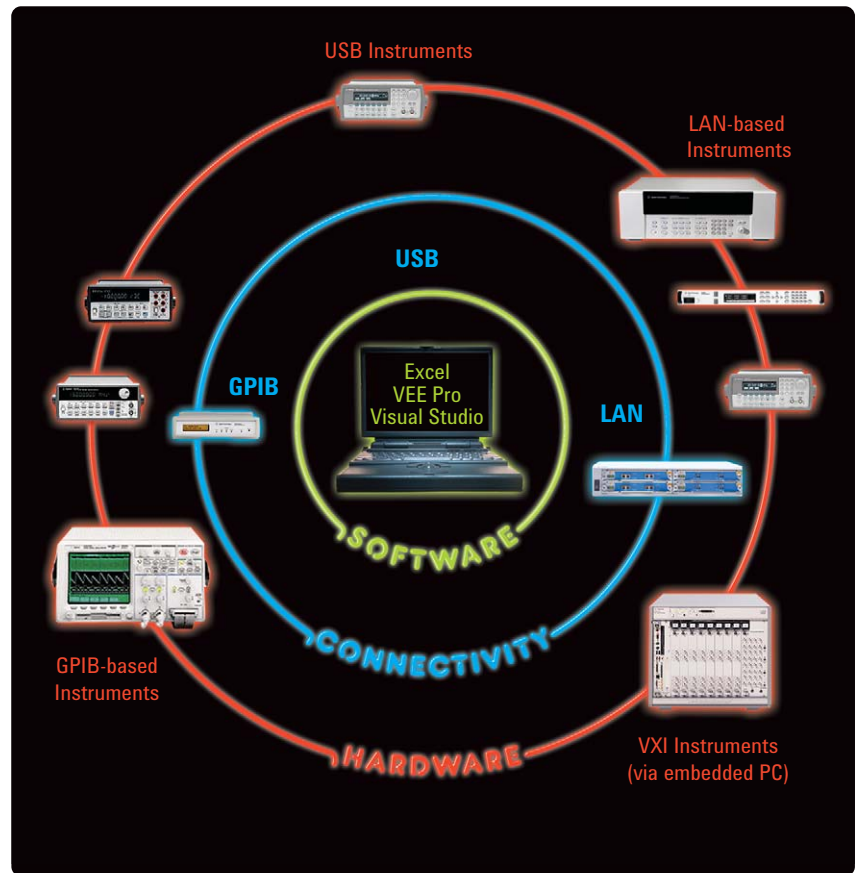 USB Instruments
LAN-based
Instruments
USB
GPIB
Excel
VEE Pro
Visual Studio
LAN
SOFTWARE
CONNECTIVITY
GPIB-based
Instruments
HARDWARE
VXI Instruments
(via embedded PC)